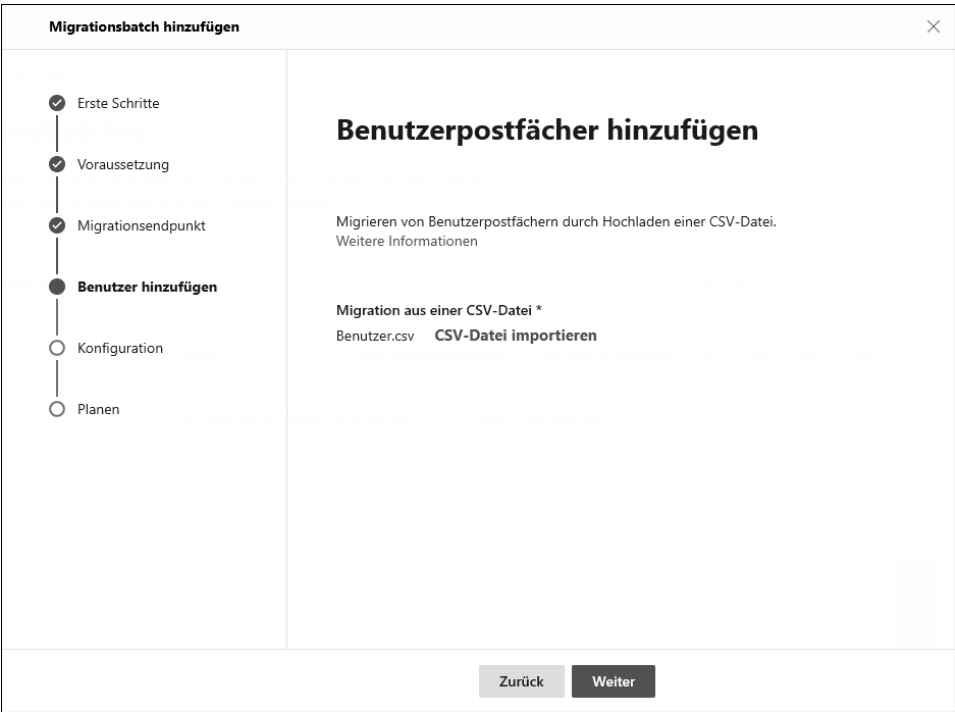 Migrationsbatch hinzufügen
Erste Schritte
Voraussetzung
Migrationsendpunkt
Benutzer hinzufügen
Konfiguration
Planen
Benutzerpostfächer hinzufügen
Migrieren von Benutzerpostfächern durch Hochladen einer CSV-Datei.
Weitere Informationen
Migration aus einer CSV-Datei *
Benutzer.csv CSV-Datei importieren
Zurück Weiter